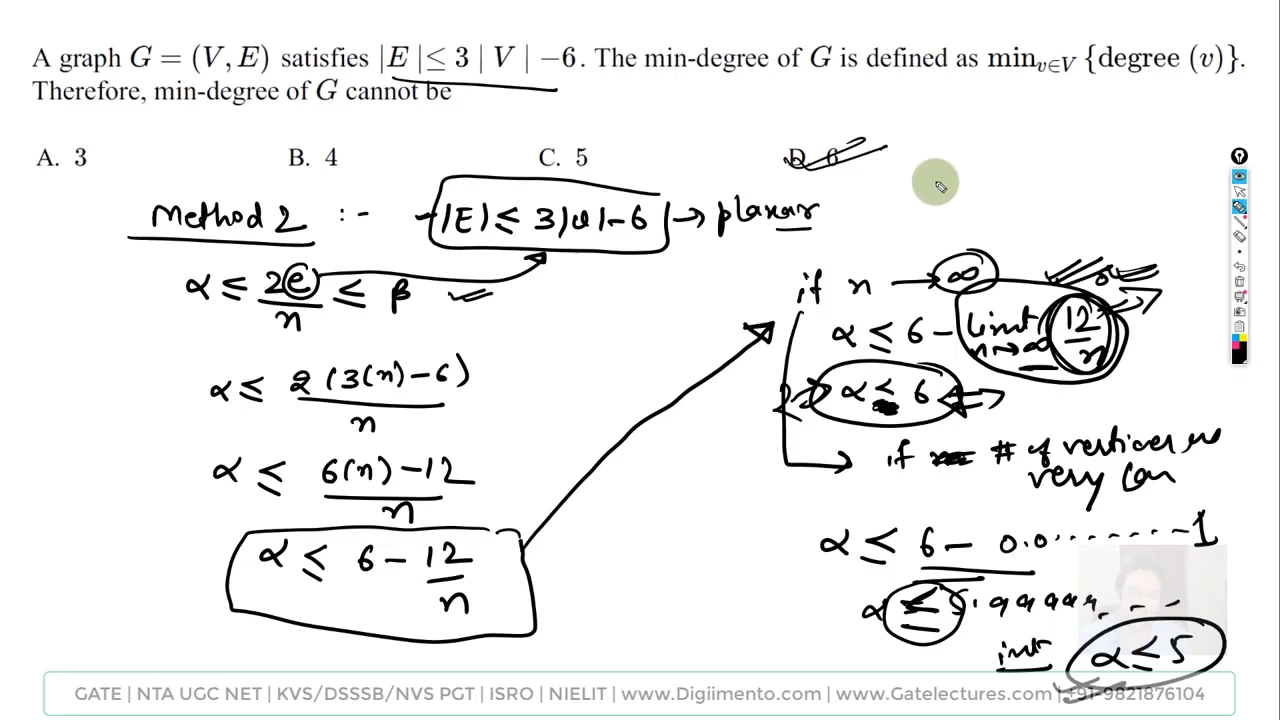 A graph G = (V, E) satisfies |E| ≤ 3 | V | −6. The min-degree of G is defined as min_{v∈V} {degree (v)}.
Therefore, min-degree of G cannot be
A. 3 B. 4 C. 5 D. 6
Method 2 :- |E| ≤ 3|V|-6 → planar
α ≤ 2e/n ≤ β
α ≤ 2(3(n)-6)/n
α ≤ 6(n)-12/n
α ≤ 6 - 12/n
if n → ∞
α ≤ 6 - Limit n→∞ 12/n
α ≤ 6
if # of vertices
very
α ≤ 6 - 0.0.......1
α ≤ 5.9999...
int α ≤ 5
GATE | NTA UGC NET | KVS/DSSSB/NVS PGT | ISRO | NIELIT | www.Digiimento.com | www.Gatelectures.com | +91-9821876104